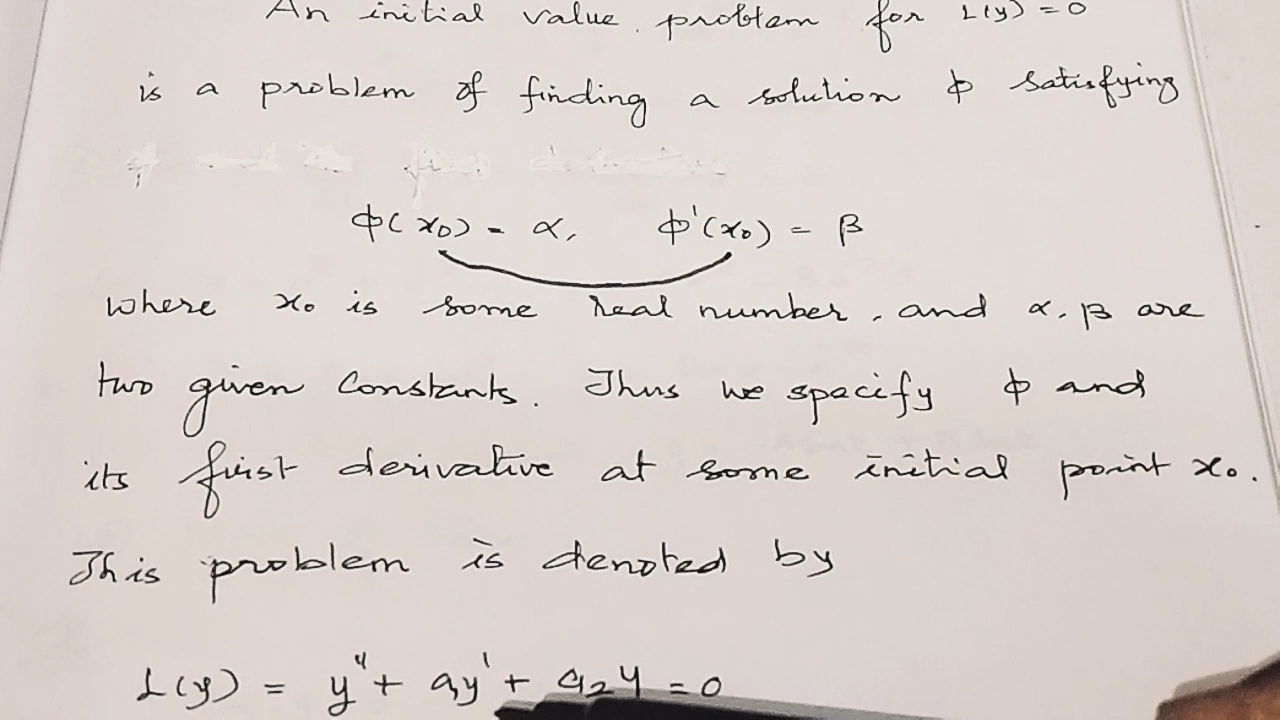 An initial value problem for L(y) = 0
is a problem of finding a solution ϕ satisfying
ϕ(x₀) = α, ϕ'(x₀) = β
where x₀ is some real number, and α, β are
two given constants. Thus we specify ϕ and
its first derivative at some initial point x₀.
This problem is denoted by
L(y) = y" + a₁y' + a₂y = 0